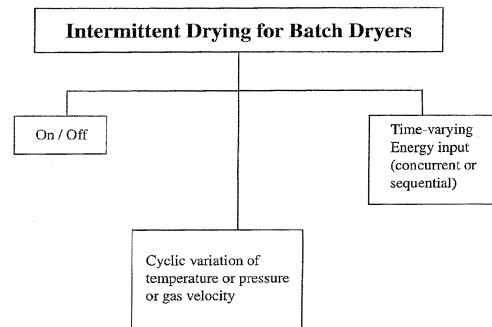 Intermittent Drying for Batch Dryers
On / Off
Time-varying
Energy input
(concurrent or
sequential)
Cyclic variation of
temperature or pressure
or gas velocity